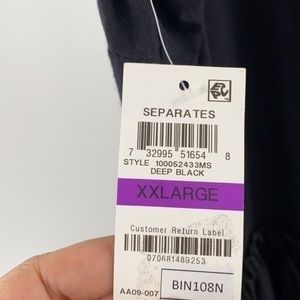 SEPARATES
7 32995 51654 8
STYLE 100052433MS
DEEP BLACK
XXLARGE
Customer Return Label
070681489253
AA09-007
BIN108N